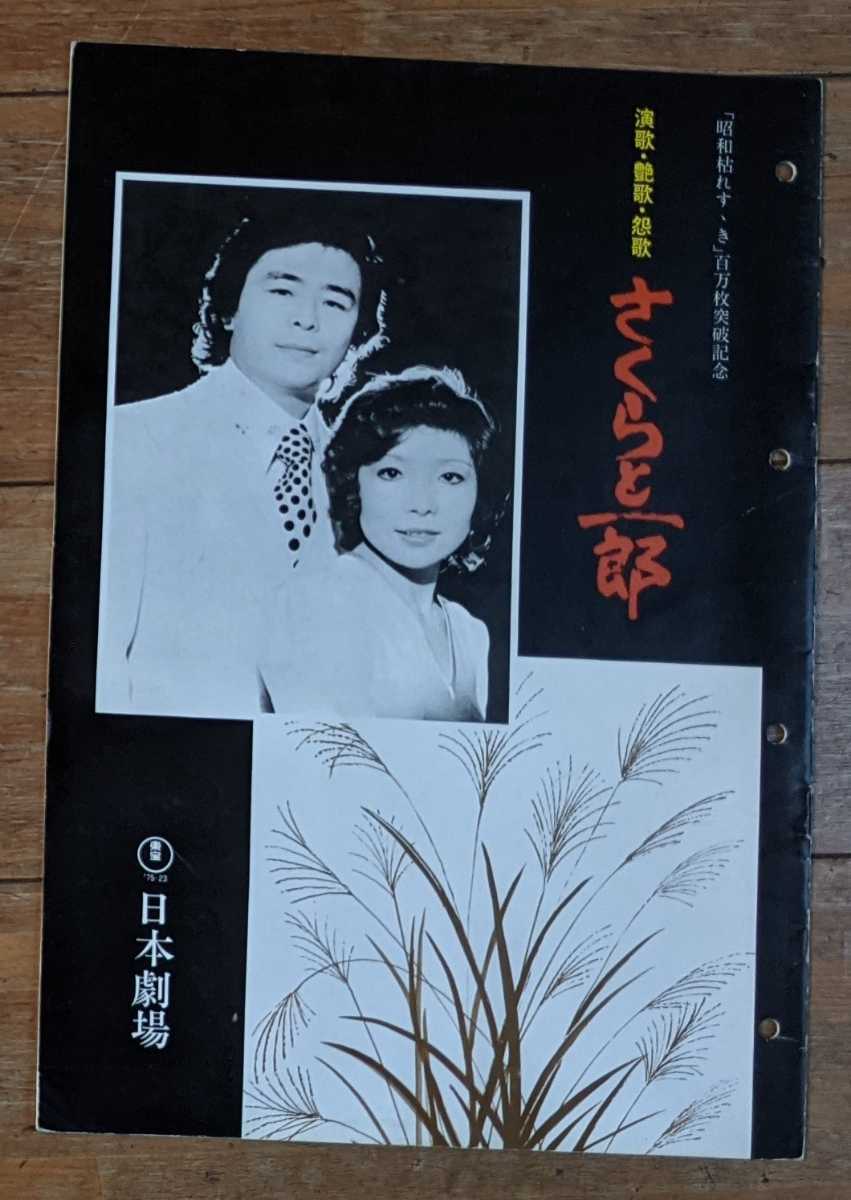 「昭和枯れすゝき」百万枚突破記念
演歌・艶歌・怨歌
さくらと一郎
東宝
'75-23
日本劇場